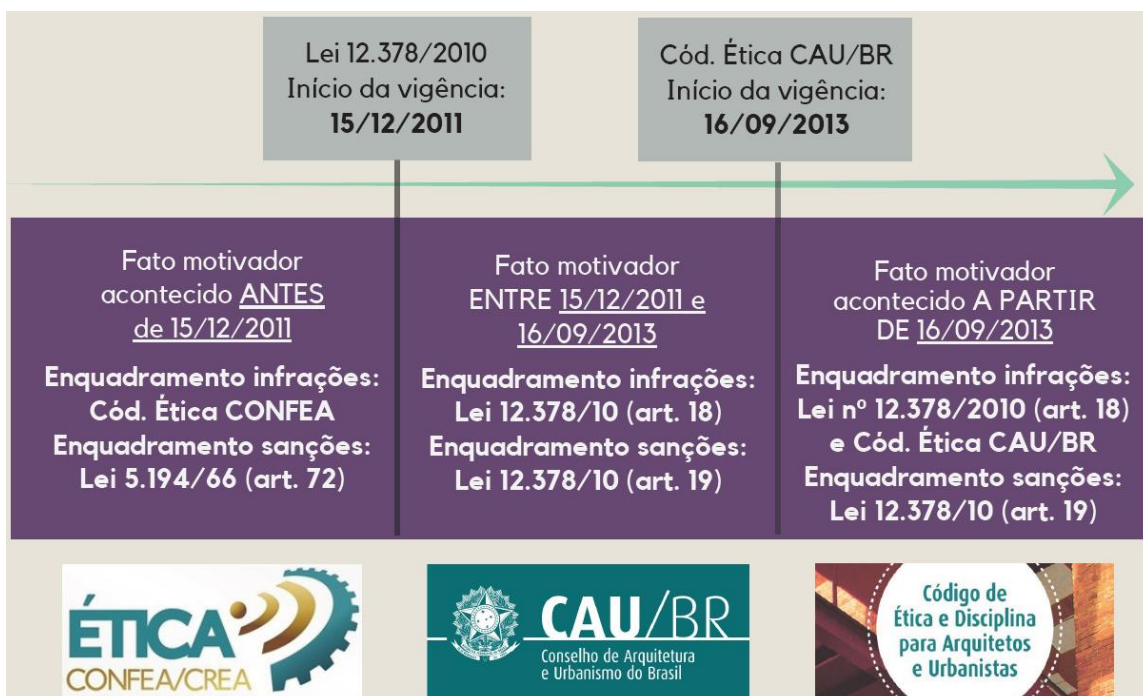 Lei 12.378/2010
Início da vigência:
15/12/2011
Cód. Ética CAU/BR
Início da vigência:
16/09/2013
Fato motivador
acontecido ANTES
de 15/12/2011
Enquadramento infrações:
Cód. Ética CONFEA
Enquadramento sanções:
Lei 5.194/66 (art. 72)
Fato motivador
ENTRE 15/12/2011 e
16/09/2013
Enquadramento infrações:
Lei 12.378/10 (art. 18)
Enquadramento sanções:
Lei 12.378/10 (art. 19)
Fato motivador
acontecido A PARTIR
DE 16/09/2013
Enquadramento infrações:
Lei nº 12.378/2010 (art. 18)
e Cód. Ética CAU/BR
Enquadramento sanções:
Lei 12.378/10 (art. 19)
ÉTICA
CONFEA/CREA
CAU/BR
Conselho de Arquitetura
e Urbanismo do Brasil
Código de
Ética e Disciplina
para Arquitetos
e Urbanistas